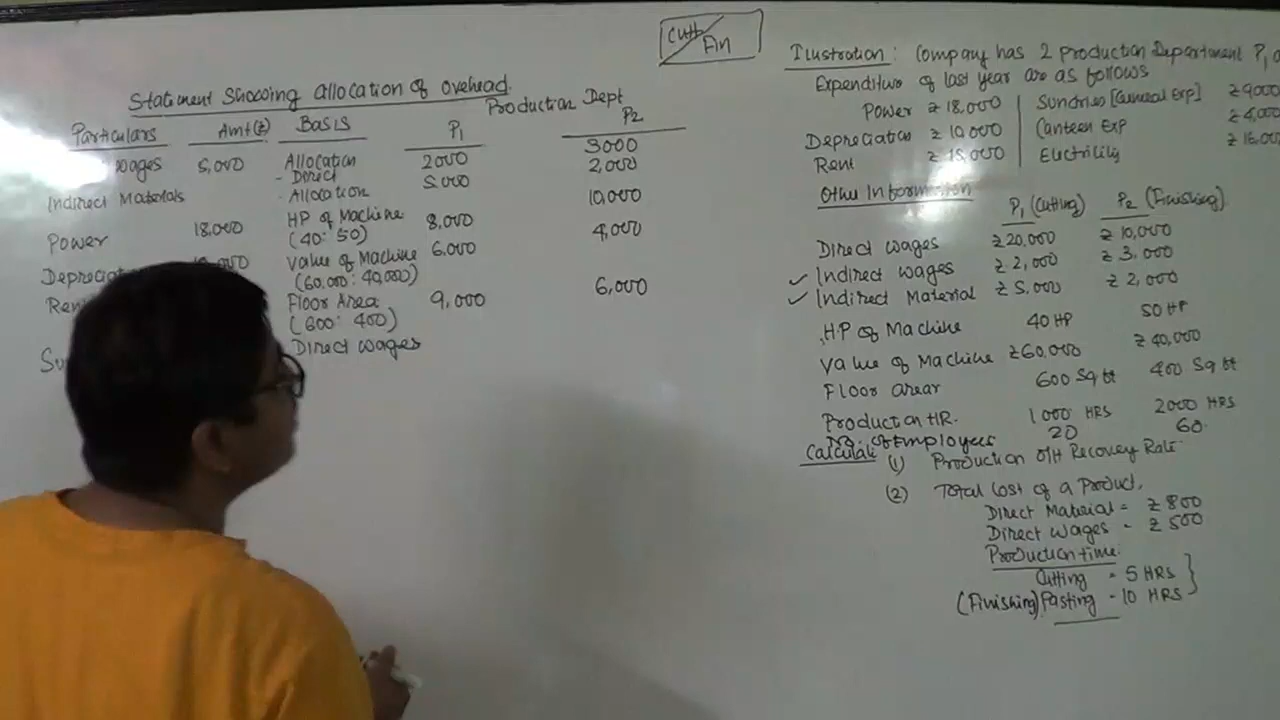 Cutt
Fin
Statement Showing Allocation of overhead
Production Dept
Particulars Amt(₹) BASIS P1 P2
wages 5,000 Allocation 2000 3000
- Direct
Indirect Materials - Allocation 5000 2,000
Power 18,000 HP of Machine 8,000 10,000
(40: 50)
Value of Machine 6.000 4,000
(60,000: 40,000)
Rent Floor Area 9,000 6,000
(600: 400)
Direct wages
Illustration: Company has 2 production Department P1
Expenditure of last year are as follows
Power ₹ 18,000 Sundries [General Exp] ₹ 9000
Depreciation ₹ 10,000 Canteen Exp
Rent ₹ 15,000 Electricity
Other Information
P1 (Cutting) P2 (Finishing)
Direct wages ₹ 20,000 ₹ 10,000
✓ Indirect wages ₹ 2,000 ₹ 3,000
✓ Indirect Material ₹ 5,000 ₹ 2,000
HP of Machine 40 HP 50 HP
Value of Machine ₹60,000 ₹40,000
Floor arear 600 Sq ft 400 Sq ft
Production HR. 1000 HRS 2000 HRS
No. of Employees 20 60
Calculate (1) Production O/H Recovery Rate
(2) Total Cost of a Product.
Direct Material = ₹ 800
Direct wages - ₹ 500
Production time:
Cutting = 5 HRS
(Finishing) Pasting - 10 HRS